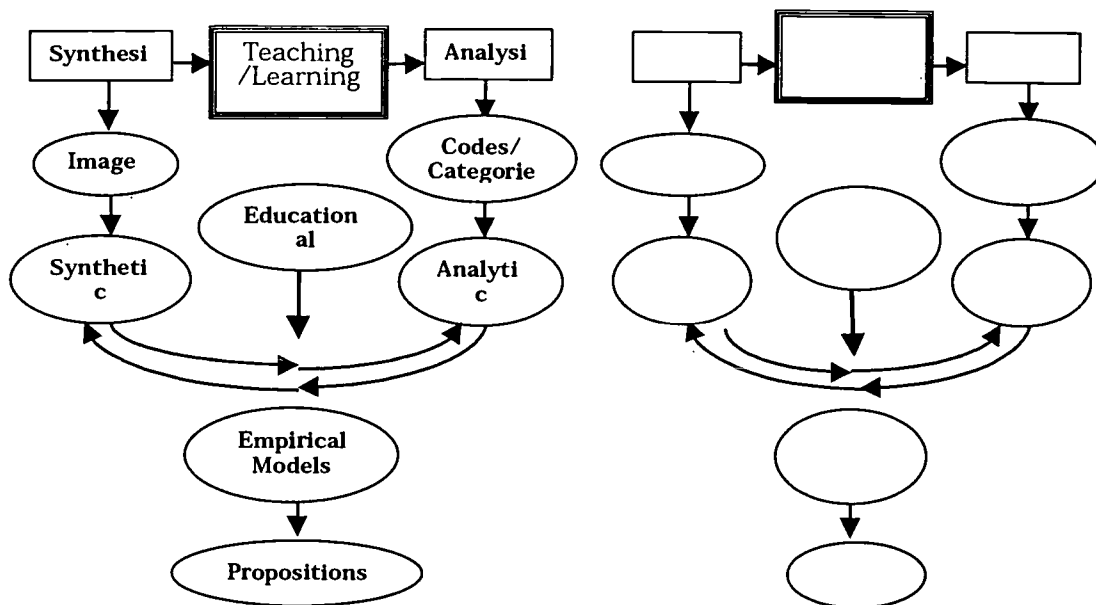 Synthesi
Teaching
/Learning
Analysi
Image
Codes/
Categorie
Education
al
Syntheti
c
Analyti
c
Empirical
Models
Propositions